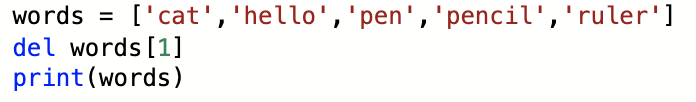 words = ['cat','hello','pen','pencil','ruler']
del words[1]
print(words)